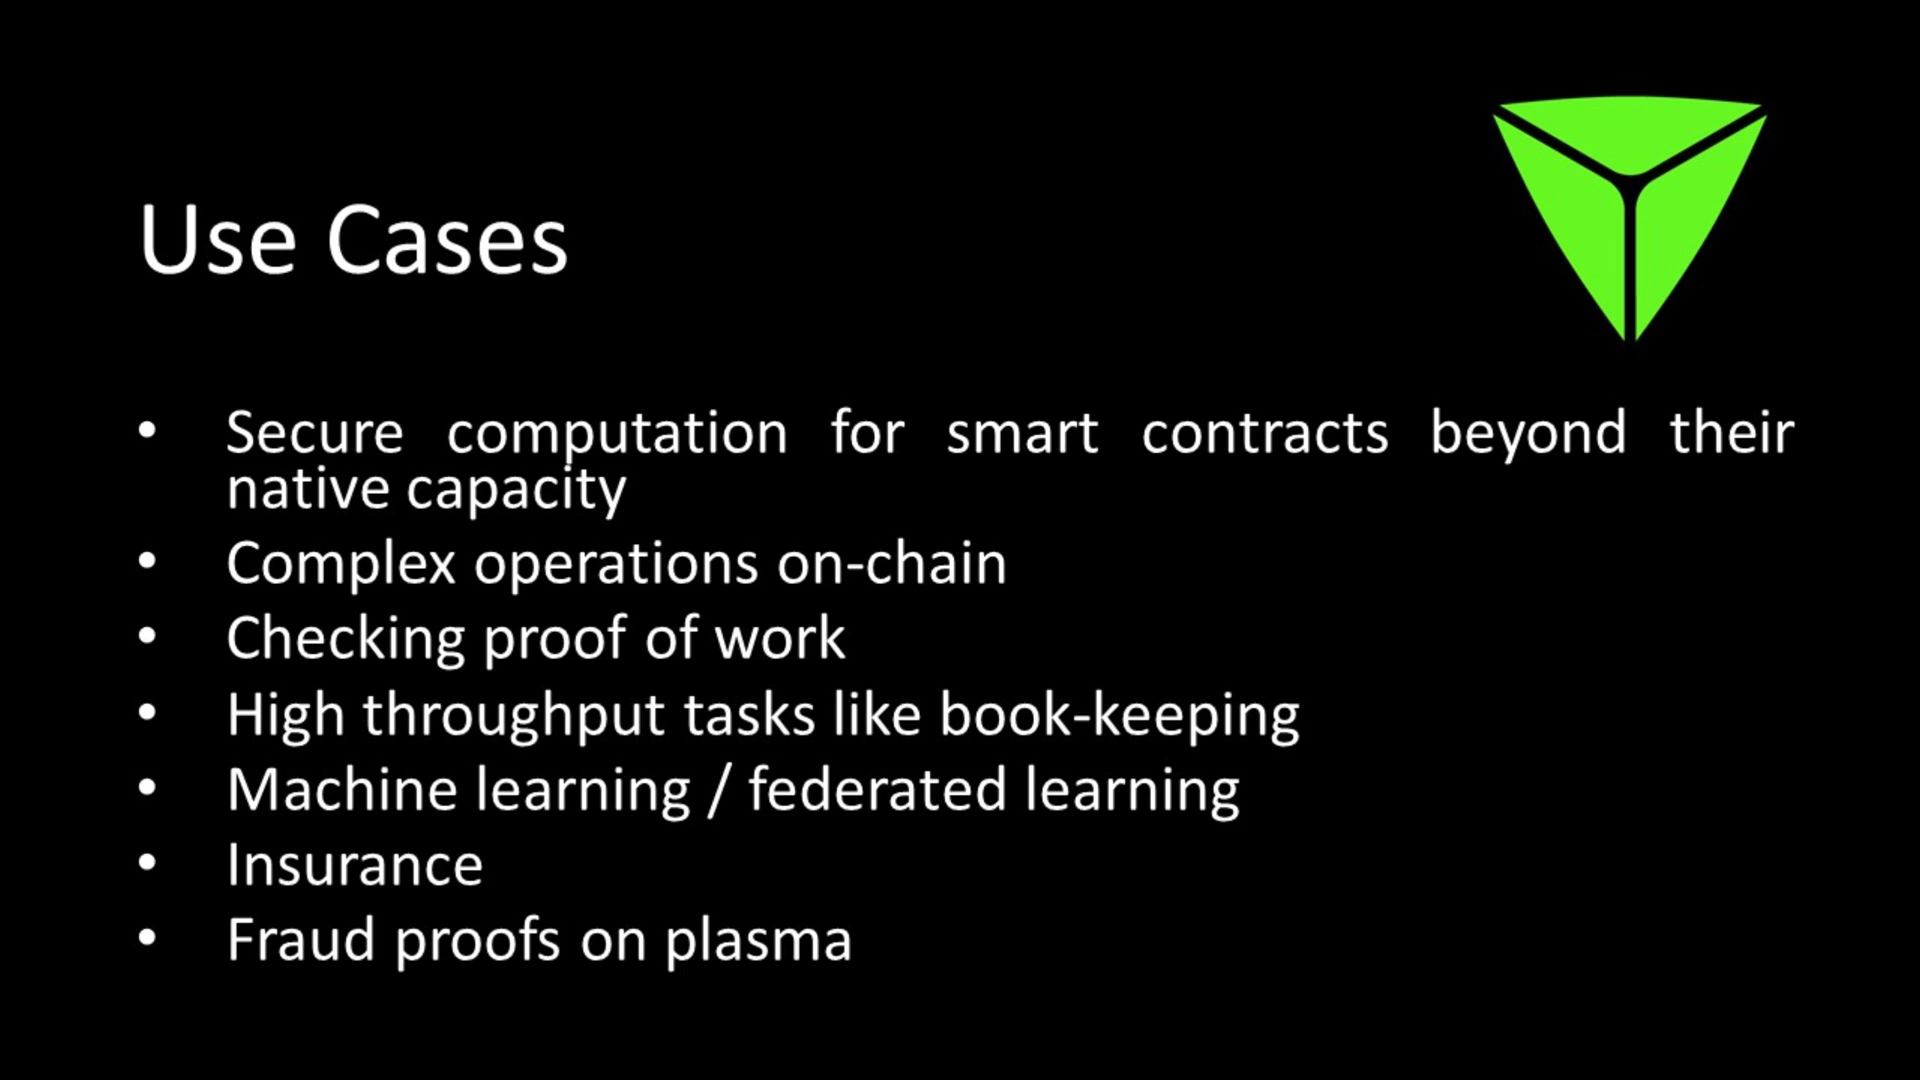 Use Cases
• Secure computation for smart contracts beyond their
native capacity
• Complex operations on-chain
• Checking proof of work
• High throughput tasks like book-keeping
• Machine learning / federated learning
• Insurance
• Fraud proofs on plasma